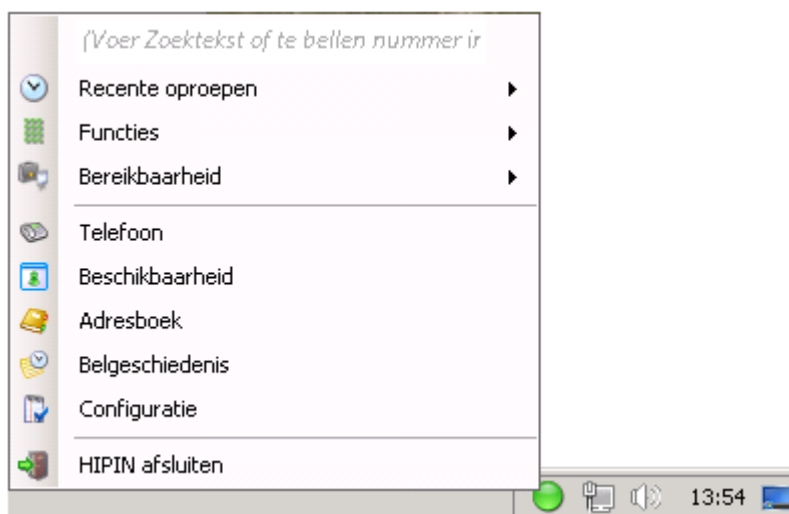 (Voer Zoektekst of te bellen nummer ir
Recente oproepen
Functies
Bereikbaarheid
Telefoon
Beschikbaarheid
Adresboek
Belgeschiedenis
Configuratie
HIPIN afsluiten
13:54